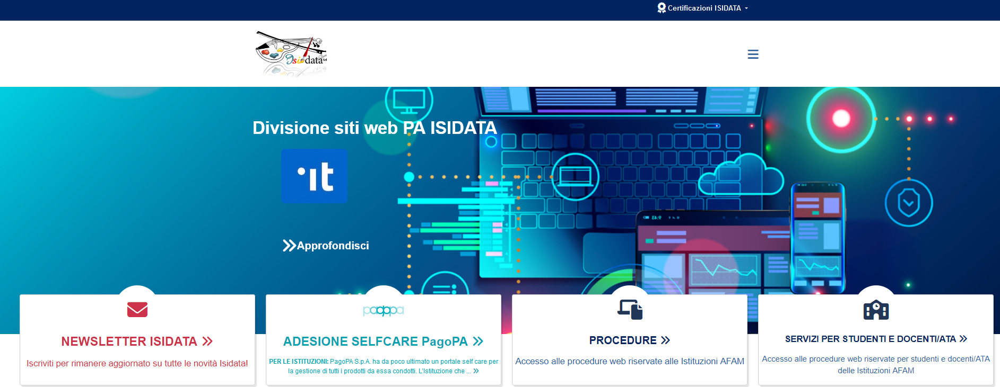 Certificazioni ISIDATA
Isidata srl
Divisione siti web PA ISIDATA
it
Approfondisci
NEWSLETTER ISIDATA
Iscriviti per rimanere aggiornato su tutte le novità Isidata!
pagopa
ADESIONE SELFCARE PagoPA
PER LE ISTITUZIONI: PagoPA S.p.A. ha da poco ultimato un portale self care per
la gestione di tutti i prodotti da essa condotti. L'Istituzione che ...
PROCEDURE
Accesso alle procedure web riservate alle Istituzioni AFAM
SERVIZI PER STUDENTI E DOCENTI/ATA
Accesso alle procedure web riservate per studenti e docenti/ATA
delle Istituzioni AFAM